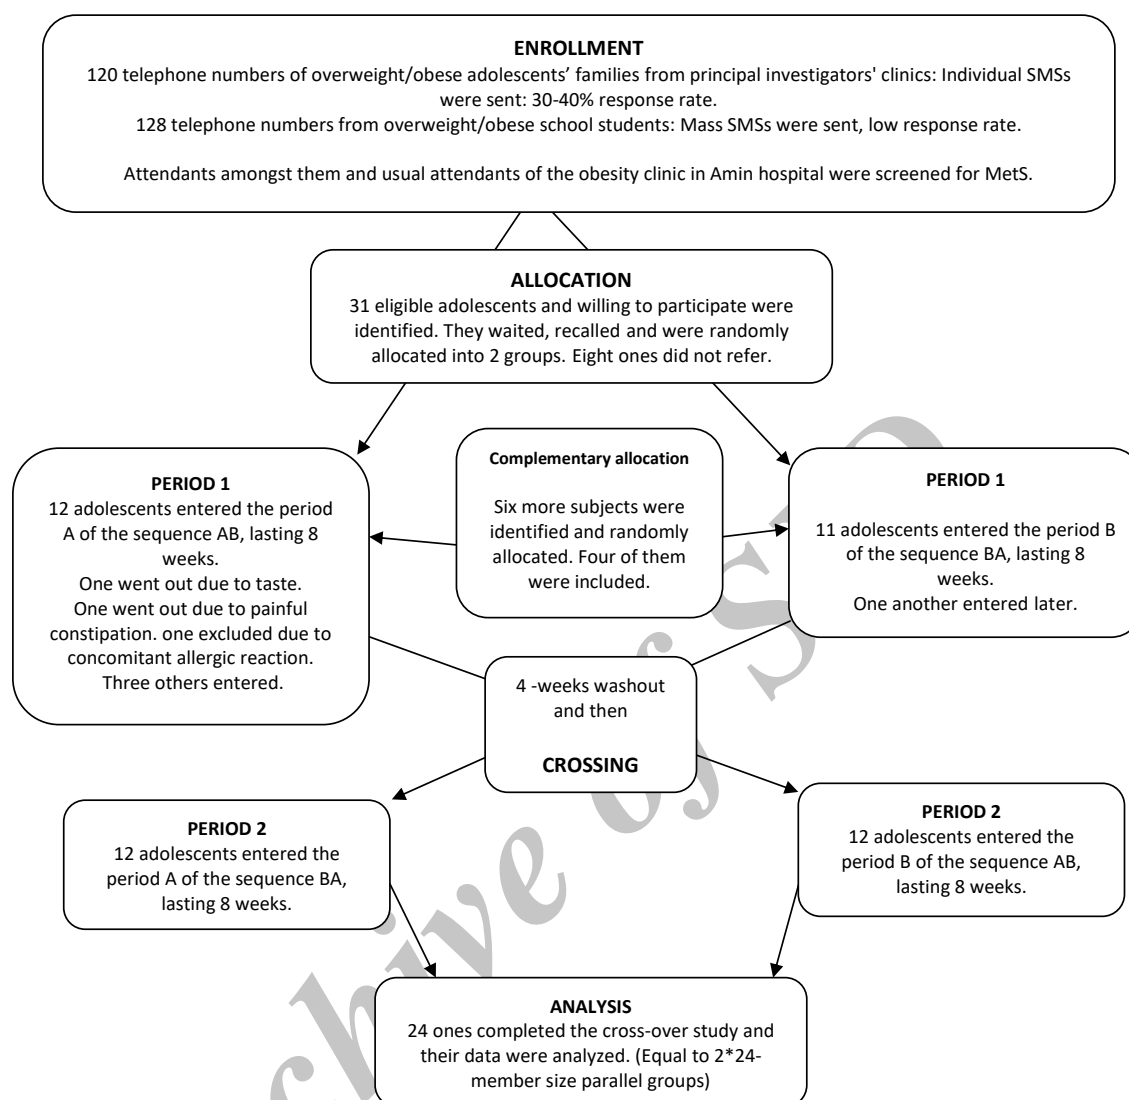 ENROLLMENT
120 telephone numbers of overweight/obese adolescents’ families from principal investigators' clinics: Individual SMSs
were sent: 30-40% response rate.
128 telephone numbers from overweight/obese school students: Mass SMSs were sent, low response rate.
Attendants amongst them and usual attendants of the obesity clinic in Amin hospital were screened for MetS.
ALLOCATION
31 eligible adolescents and willing to participate were
identified. They waited, recalled and were randomly
allocated into 2 groups. Eight ones did not refer.
PERIOD 1
12 adolescents entered the period
A of the sequence AB, lasting 8
weeks.
One went out due to taste.
One went out due to painful
constipation. one excluded due to
concomitant allergic reaction.
Three others entered.
Complementary allocation
Six more subjects were
identified and randomly
allocated. Four of them
were included.
PERIOD 1
11 adolescents entered the period B
of the sequence BA, lasting 8
weeks.
One another entered later.
4 -weeks washout
and then
CROSSING
PERIOD 2
12 adolescents entered the
period A of the sequence BA,
lasting 8 weeks.
PERIOD 2
12 adolescents entered the
period B of the sequence AB,
lasting 8 weeks.
ANALYSIS
24 ones completed the cross-over study and
their data were analyzed. (Equal to 2*24-
member size parallel groups)
of